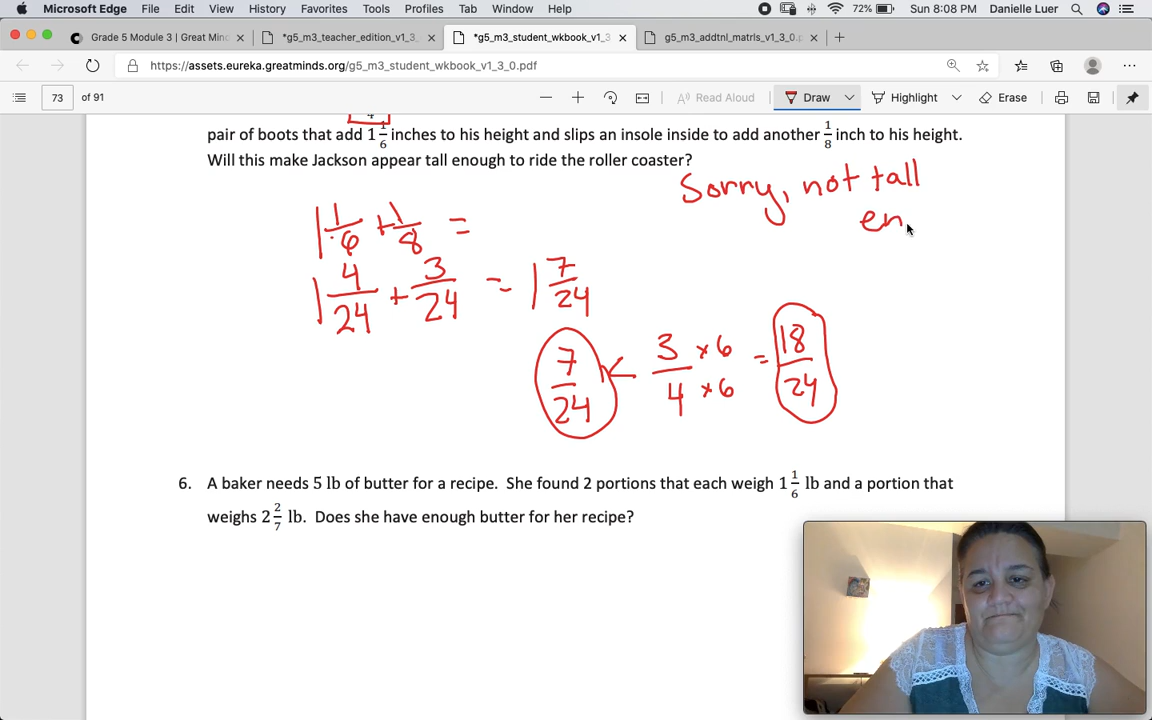 Microsoft Edge File Edit View History Favorites Tools Profiles Tab Window Help 72% Sun 8:08 PM Danielle Luer
Grade 5 Module 3 | Great Min *g5_m3_teacher_edition_v1_3_ *g5_m3_student_wkbook_v1_3 g5_m3_addtnl_matrls_v1_3_0.p
https://assets.eureka.greatminds.org/g5_m3_student_wkbook_v1_3_0.pdf
73 of 91 Read Aloud Draw Highlight Erase
4
pair of boots that add 1 1/6 inches to his height and slips an insole inside to add another 1/8 inch to his height.
Will this make Jackson appear tall enough to ride the roller coaster?
Sorry, not tall
en
1 1/6 + 1/8 =
1 4/24 + 3/24 = 1 7/24
7/24 < 3/4 ×6 ×6 = 18/24
6. A baker needs 5 lb of butter for a recipe. She found 2 portions that each weigh 1 1/6 lb and a portion that
weighs 2 2/7 lb. Does she have enough butter for her recipe?